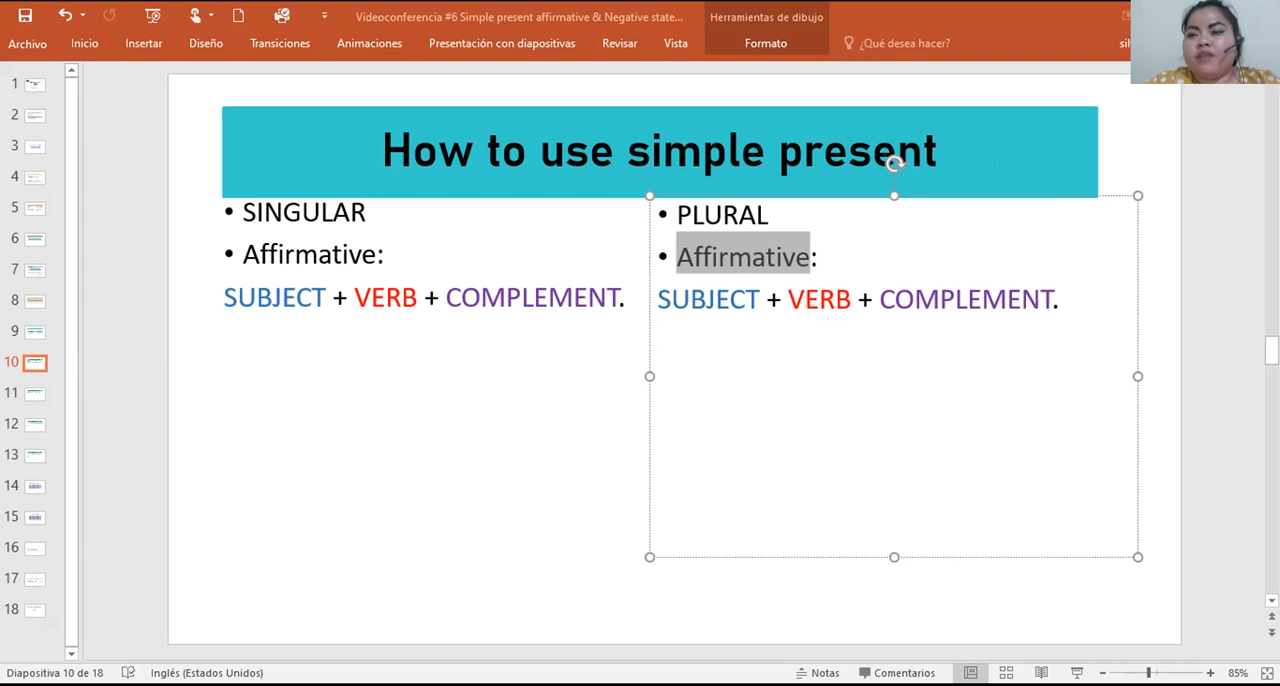 Videoconferencia #6 Simple present affirmative & Negative state...
Herramientas de dibujo
Archivo
Inicio
Insertar
Diseño
Transiciones
Animaciones
Presentación con diapositivas
Revisar
Vista
Formato
¿Qué desea hacer?
How to use simple present
• SINGULAR
• Affirmative:
SUBJECT + VERB + COMPLEMENT.
• PLURAL
• Affirmative:
SUBJECT + VERB + COMPLEMENT.
1
2
3
4
5
6
7
8
9
10
11
12
13
14
15
16
17
18
Diapositiva 10 de 18
Inglés (Estados Unidos)
Notas
Comentarios
85%